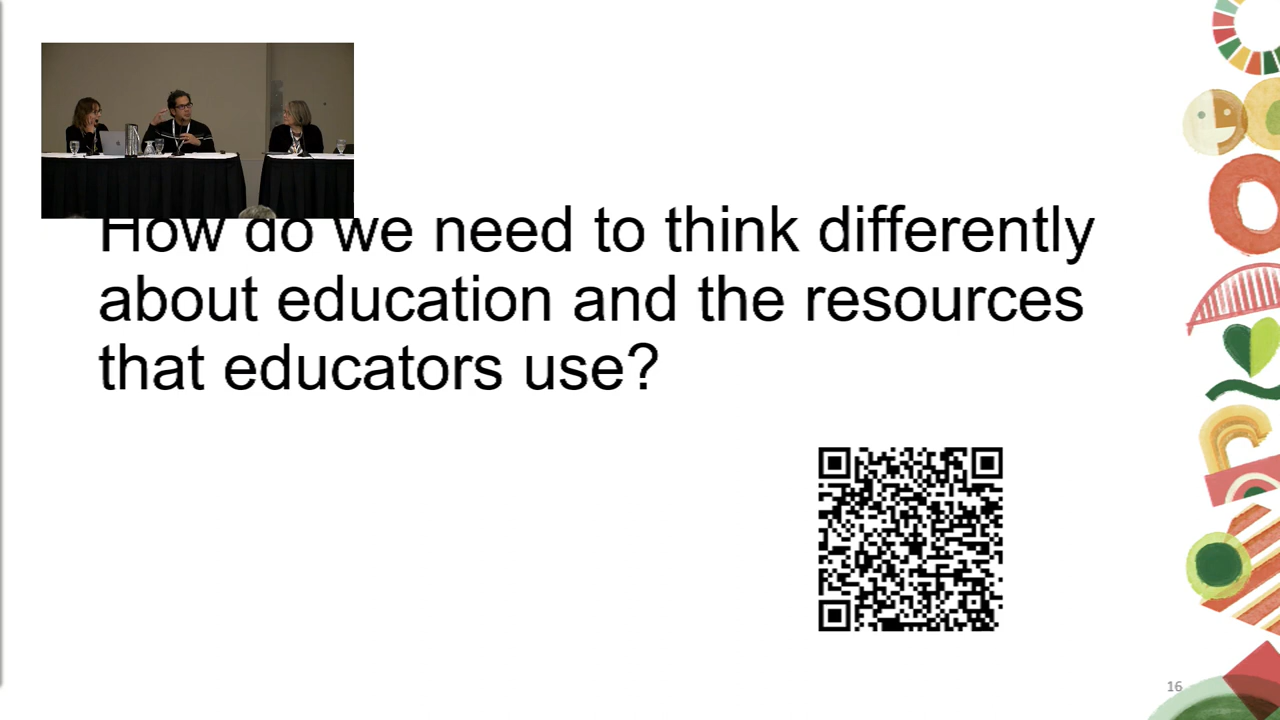 How do we need to think differently
about education and the resources
that educators use?
16